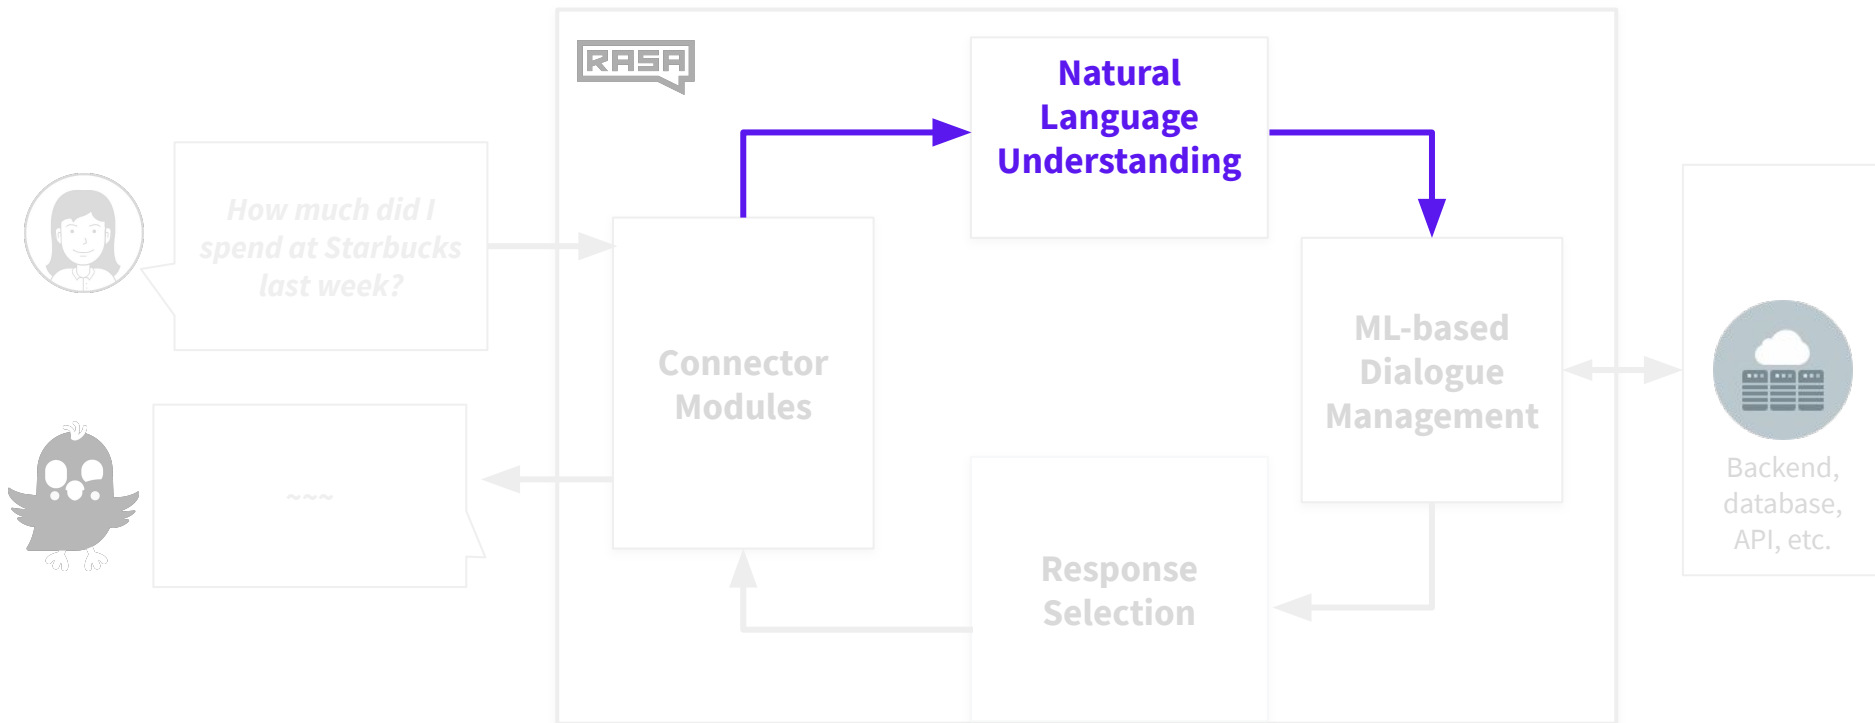 RASA
Natural
Language
Understanding
How much did I
spend at Starbucks
last week?
Connector
Modules
ML-based
Dialogue
Management
~~~
Response
Selection
Backend,
database,
API, etc.